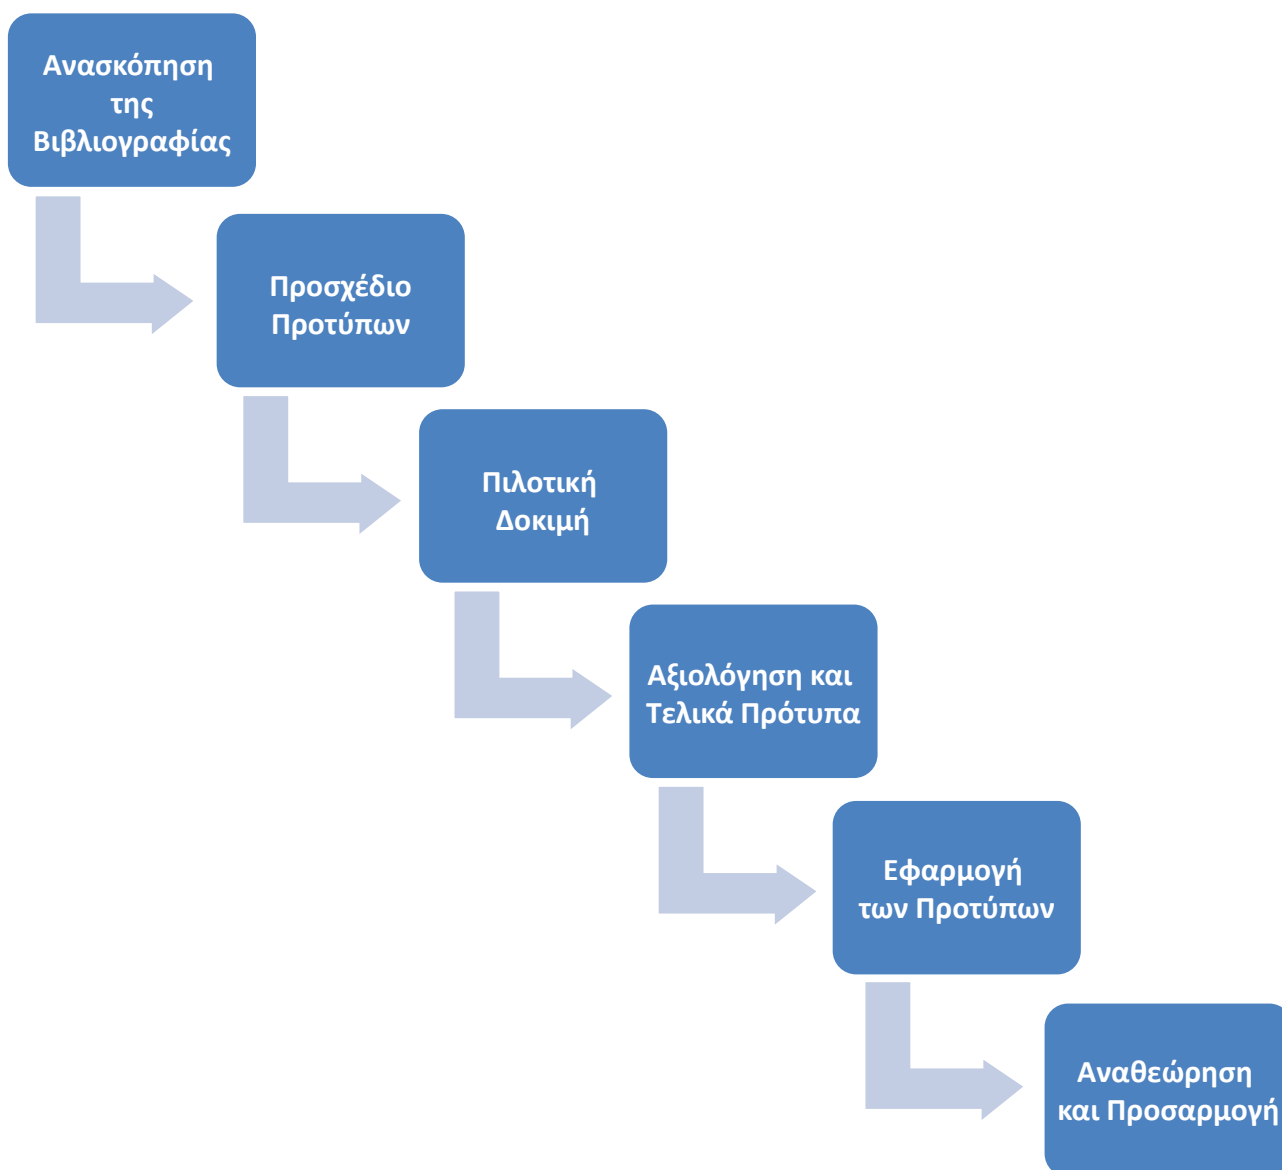 Ανασκόπηση
της
Βιβλιογραφίας
Προσχέδιο
Προτύπων
Πιλοτική
Δοκιμή
Αξιολόγηση και
Τελικά Πρότυπα
Εφαρμογή
των Προτύπων
Αναθεώρηση
και Προσαρμογή